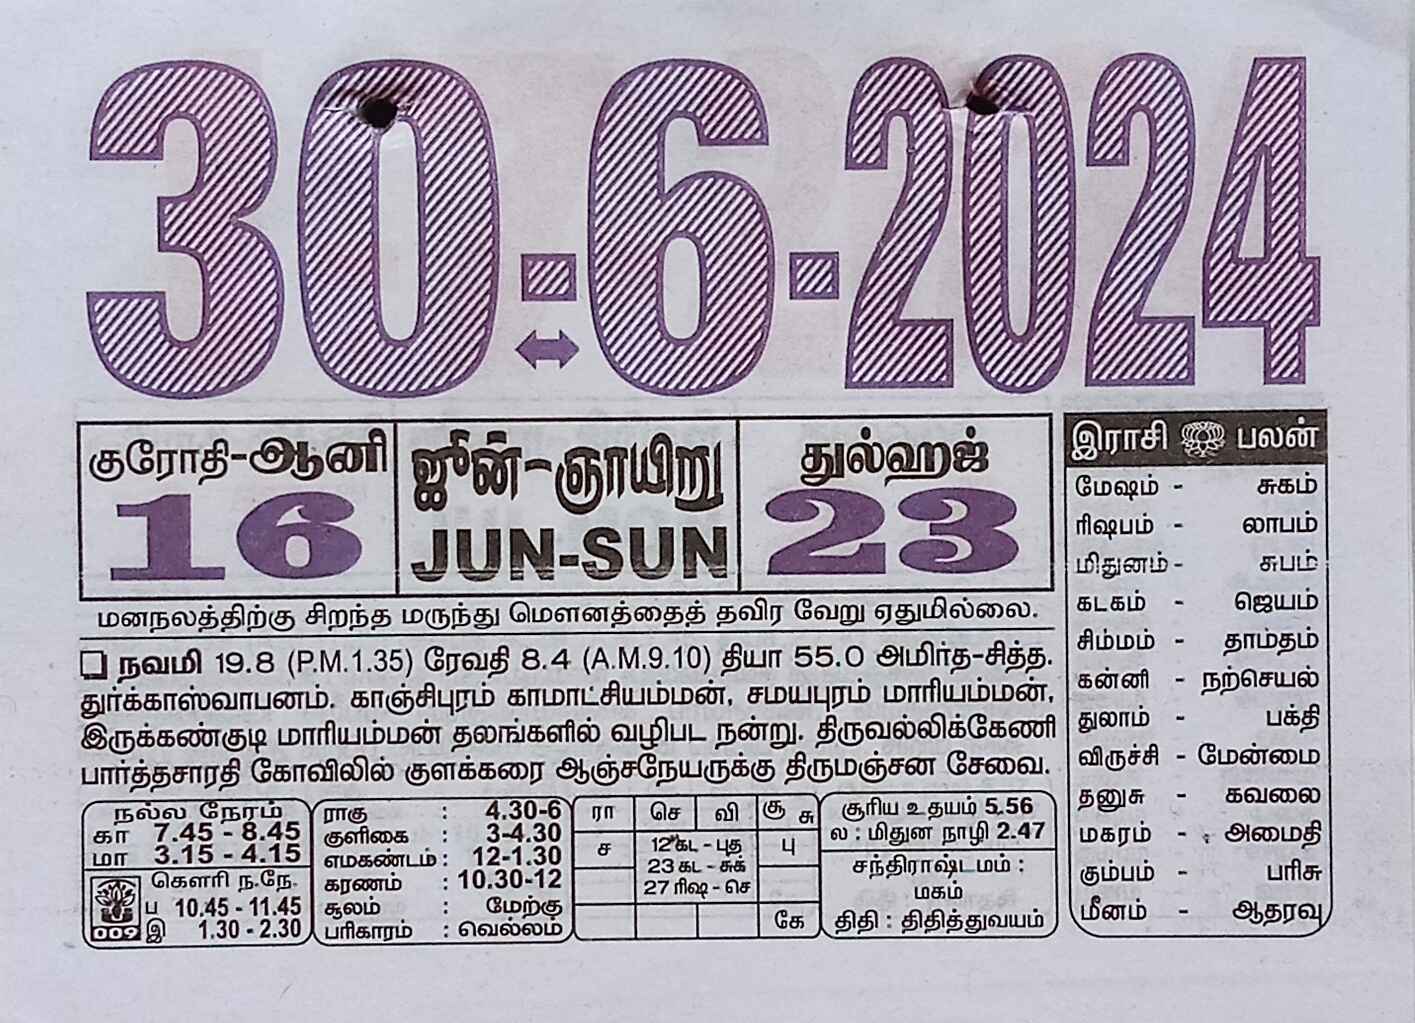 30-6-2024
குரோதி-ஆனி
16
ஜூன்-ஞாயிறு
JUN-SUN
துல்ஹஜ்
23
மனநலத்திற்கு சிறந்த மருந்து மௌனத்தைத் தவிர வேறு ஏதுமில்லை.
❏ நவமி 19.8 (P.M.1.35) ரேவதி 8.4 (A.M.9.10) தியா 55.0 அமிர்த-சித்த.
துர்க்காஸ்வாபனம். காஞ்சிபுரம் காமாட்சியம்மன், சமயபுரம் மாரியம்மன்,
இருக்கண்குடி மாரியம்மன் தலங்களில் வழிபட நன்று. திருவல்லிக்கேணி
பார்த்தசாரதி கோவிலில் குளக்கரை ஆஞ்சநேயருக்கு திருமஞ்சன சேவை.
நல்ல நேரம்
கா 7.45 - 8.45
மா 3.15 - 4.15
கௌரி ந.நே.
ப 10.45 - 11.45
இ 1.30 - 2.30
009
ராகு : 4.30-6
குளிகை : 3-4.30
எமகண்டம் : 12-1.30
கரணம் : 10.30-12
சூலம் : மேற்கு
பரிகாரம் : வெல்லம்
ரா செ வி சூ சு
ச 12 கட - புத பு
23 கட - சுக்
27 ரிஷ - செ
கே
சூரிய உதயம் 5.56
ல : மிதுன நாழி 2.47
சந்திராஷ்டமம் :
மகம்
திதி : திதித்துவயம்
இராசி பலன்
மேஷம் - சுகம்
ரிஷபம் - லாபம்
மிதுனம் - சுபம்
கடகம் - ஜெயம்
சிம்மம் - தாம்தம்
கன்னி - நற்செயல்
துலாம் - பக்தி
விருச்சி - மேன்மை
தனுசு - கவலை
மகரம் - அமைதி
கும்பம் - பரிசு
மீனம் - ஆதரவு